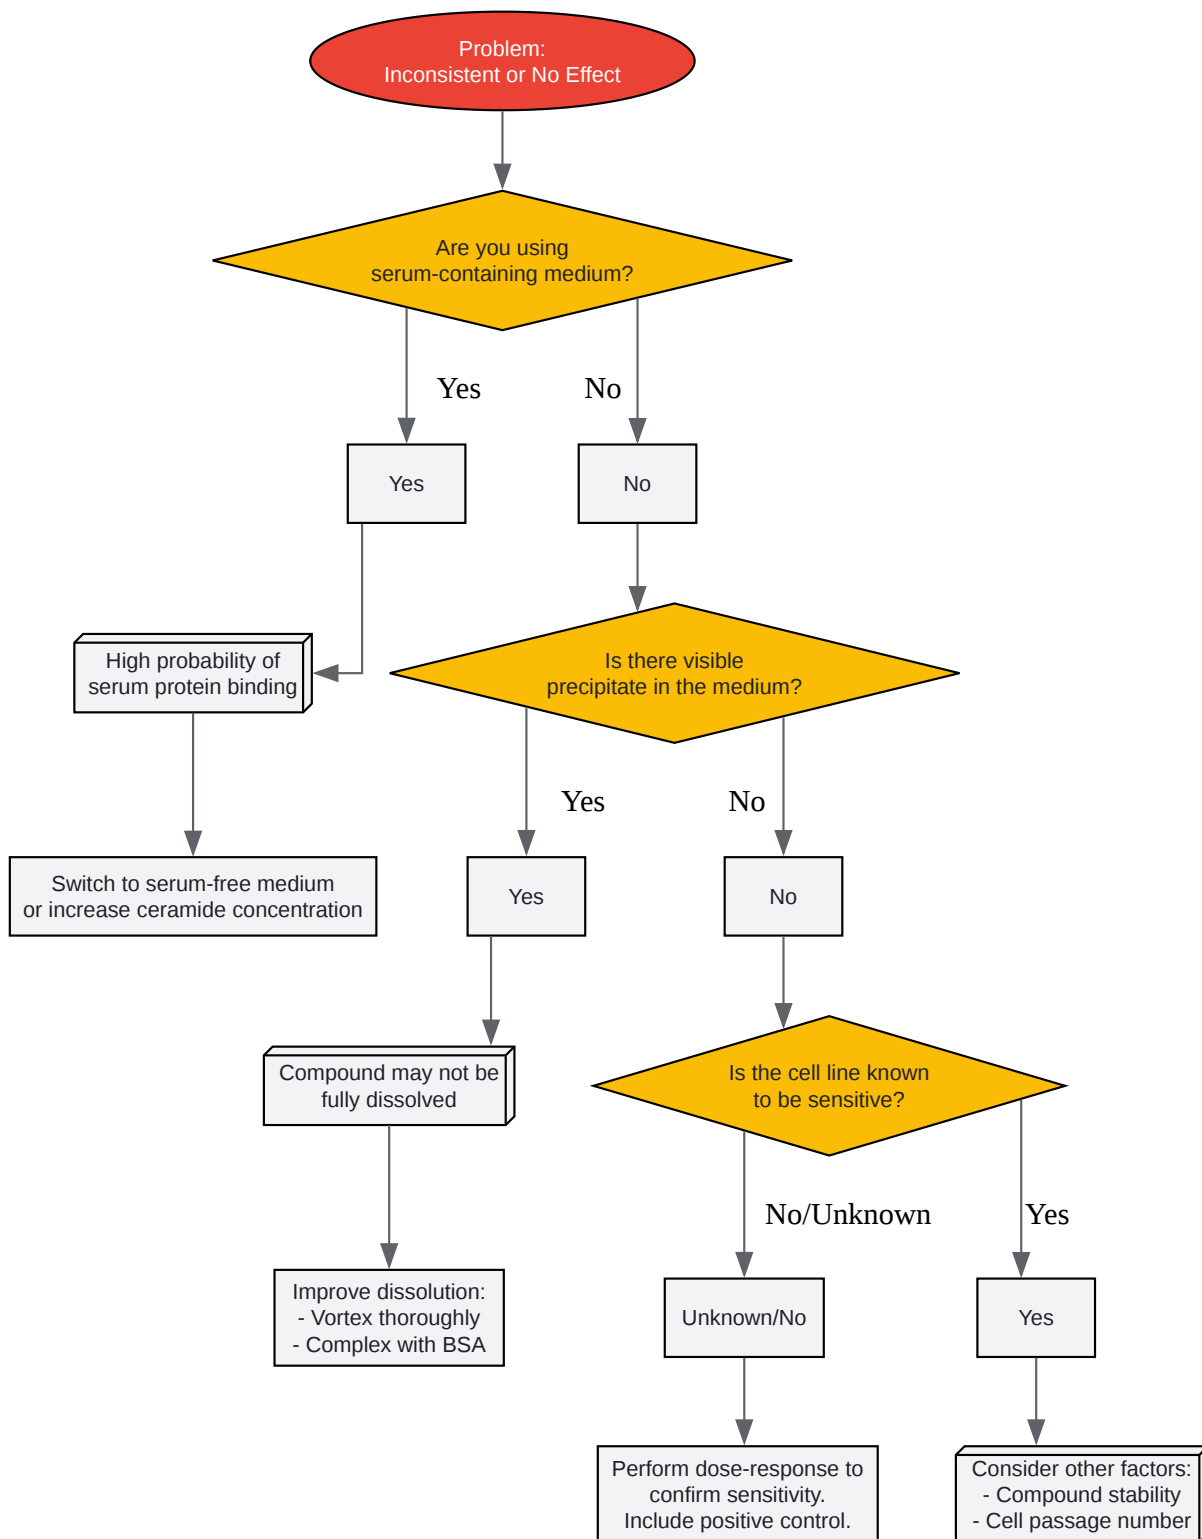 Problem:
Inconsistent or No Effect
Are you using
serum-containing medium?
Yes
No
Yes
No
High probability of
serum protein binding
Is there visible
precipitate in the medium?
Yes
No
Switch to serum-free medium
or increase ceramide concentration
Yes
No
Compound may not be
fully dissolved
Is the cell line known
to be sensitive?
No/Unknown
Yes
Improve dissolution:
- Vortex thoroughly
- Complex with BSA
Unknown/No
Yes
Perform dose-response to
confirm sensitivity.
Include positive control.
Consider other factors:
- Compound stability
- Cell passage number